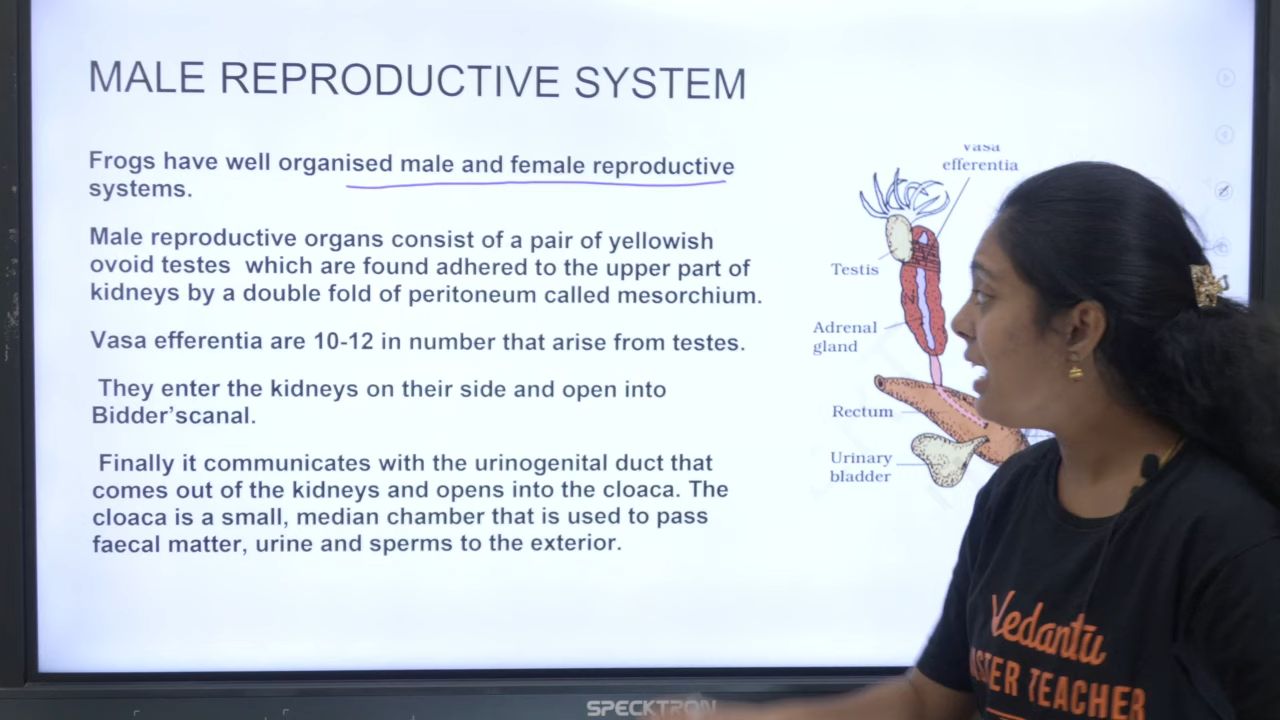 MALE REPRODUCTIVE SYSTEM
Frogs have well organised male and female reproductive
systems.
Male reproductive organs consist of a pair of yellowish
ovoid testes which are found adhered to the upper part of
kidneys by a double fold of peritoneum called mesorchium.
Vasa efferentia are 10-12 in number that arise from testes.
They enter the kidneys on their side and open into
Bidder'scanal.
Finally it communicates with the urinogenital duct that
comes out of the kidneys and opens into the cloaca. The
cloaca is a small, median chamber that is used to pass
faecal matter, urine and sperms to the exterior.
Vasa
efferentia
Testis
Adrenal
gland
Rectum
Urinary
bladder
Vedantu
TEACHER
SPECKTRON